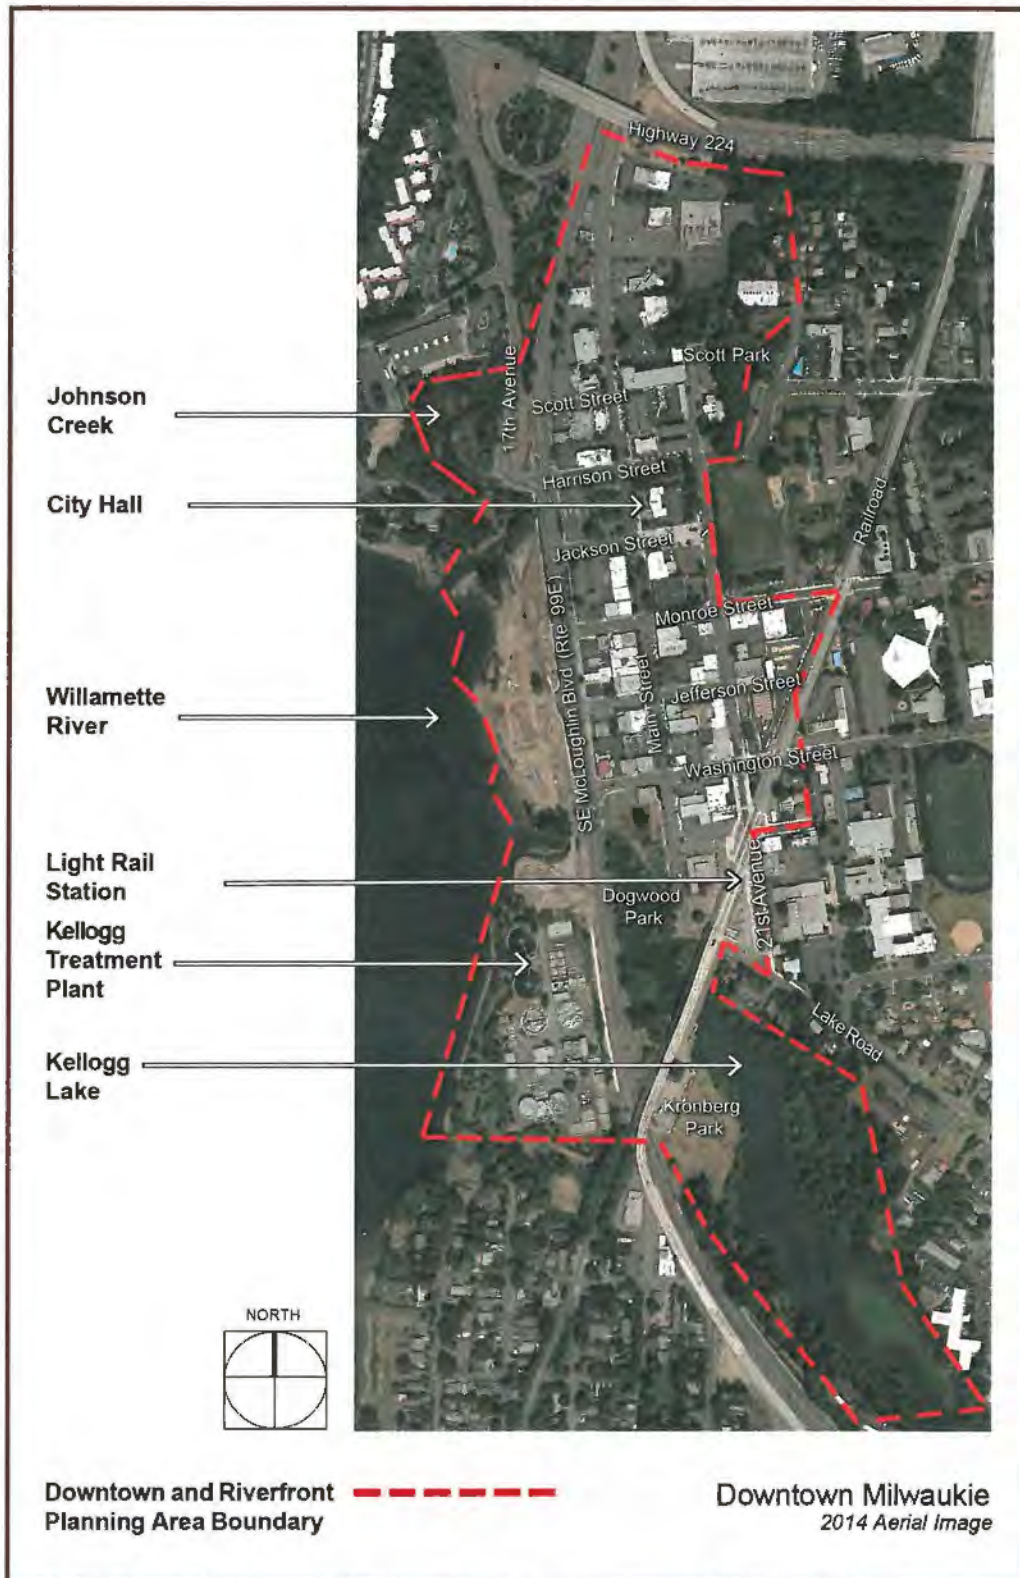 Highway 224
Scott Park
Johnson
Creek
17th Avenue
Scott Street
Harrison Street
City Hall
Jackson Street
Railroad
Monroe Street
SE McLoughlin Blvd (Rte 99E)
Main Street
Jefferson Street
Willamette
River
Washington Street
Light Rail
Station
Dogwood
Park
21st Avenue
Kellogg
Treatment
Plant
Lake Road
Kellogg
Lake
Kronberg
Park
NORTH
Downtown and Riverfront
Planning Area Boundary
Downtown Milwaukie
2014 Aerial Image